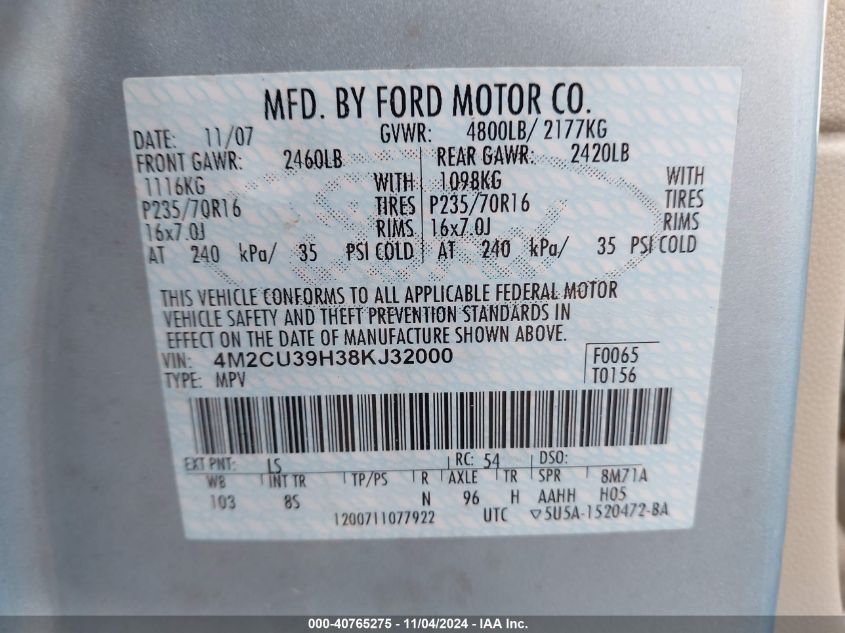 MFD. BY FORD MOTOR CO.
DATE: 11/07 GVWR: 4800LB/ 2177KG
FRONT GAWR: 2460LB REAR GAWR: 2420LB
1116KG WITH 1098KG WITH
P235/70R16 TIRES P235/70R16 TIRES
16x7.0J RIMS 16x7.0J RIMS
AT 240 kPa/ 35 PSI COLD AT 240 kPa/ 35 PSI COLD
THIS VEHICLE CONFORMS TO ALL APPLICABLE FEDERAL MOTOR
VEHICLE SAFETY AND THEFT PREVENTION STANDARDS IN
EFFECT ON THE DATE OF MANUFACTURE SHOWN ABOVE.
VIN: 4M2CU39H38KJ32000 F0065
TYPE: MPV T0156
EXT PNT: LS RC: 54 DSO:
WB INT TR TP/PS R AXLE TR SPR 8M71A
103 8S N 96 H AAHH H05
1200711077922 UTC ▽5U5A-1520472-BA
000-40765275 - 11/04/2024 - IAA Inc.